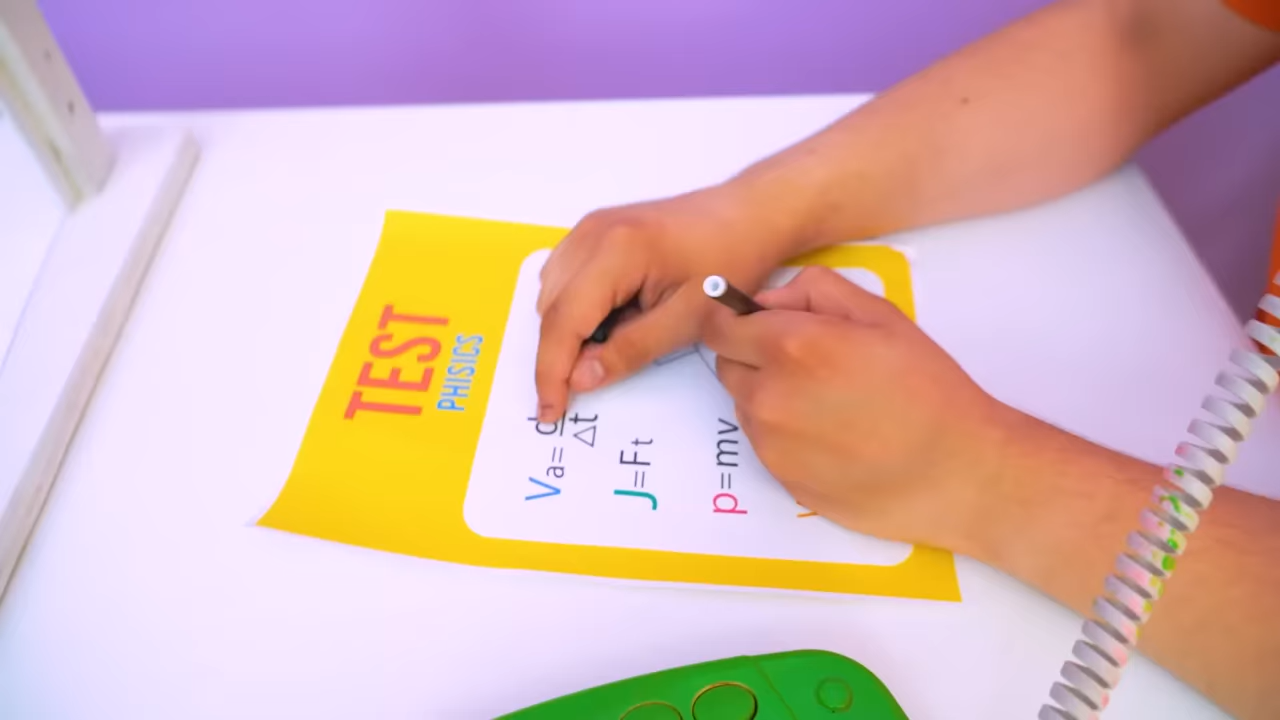 TEST
PHISICS
Va= d/Δt
J=Ft
p=mv